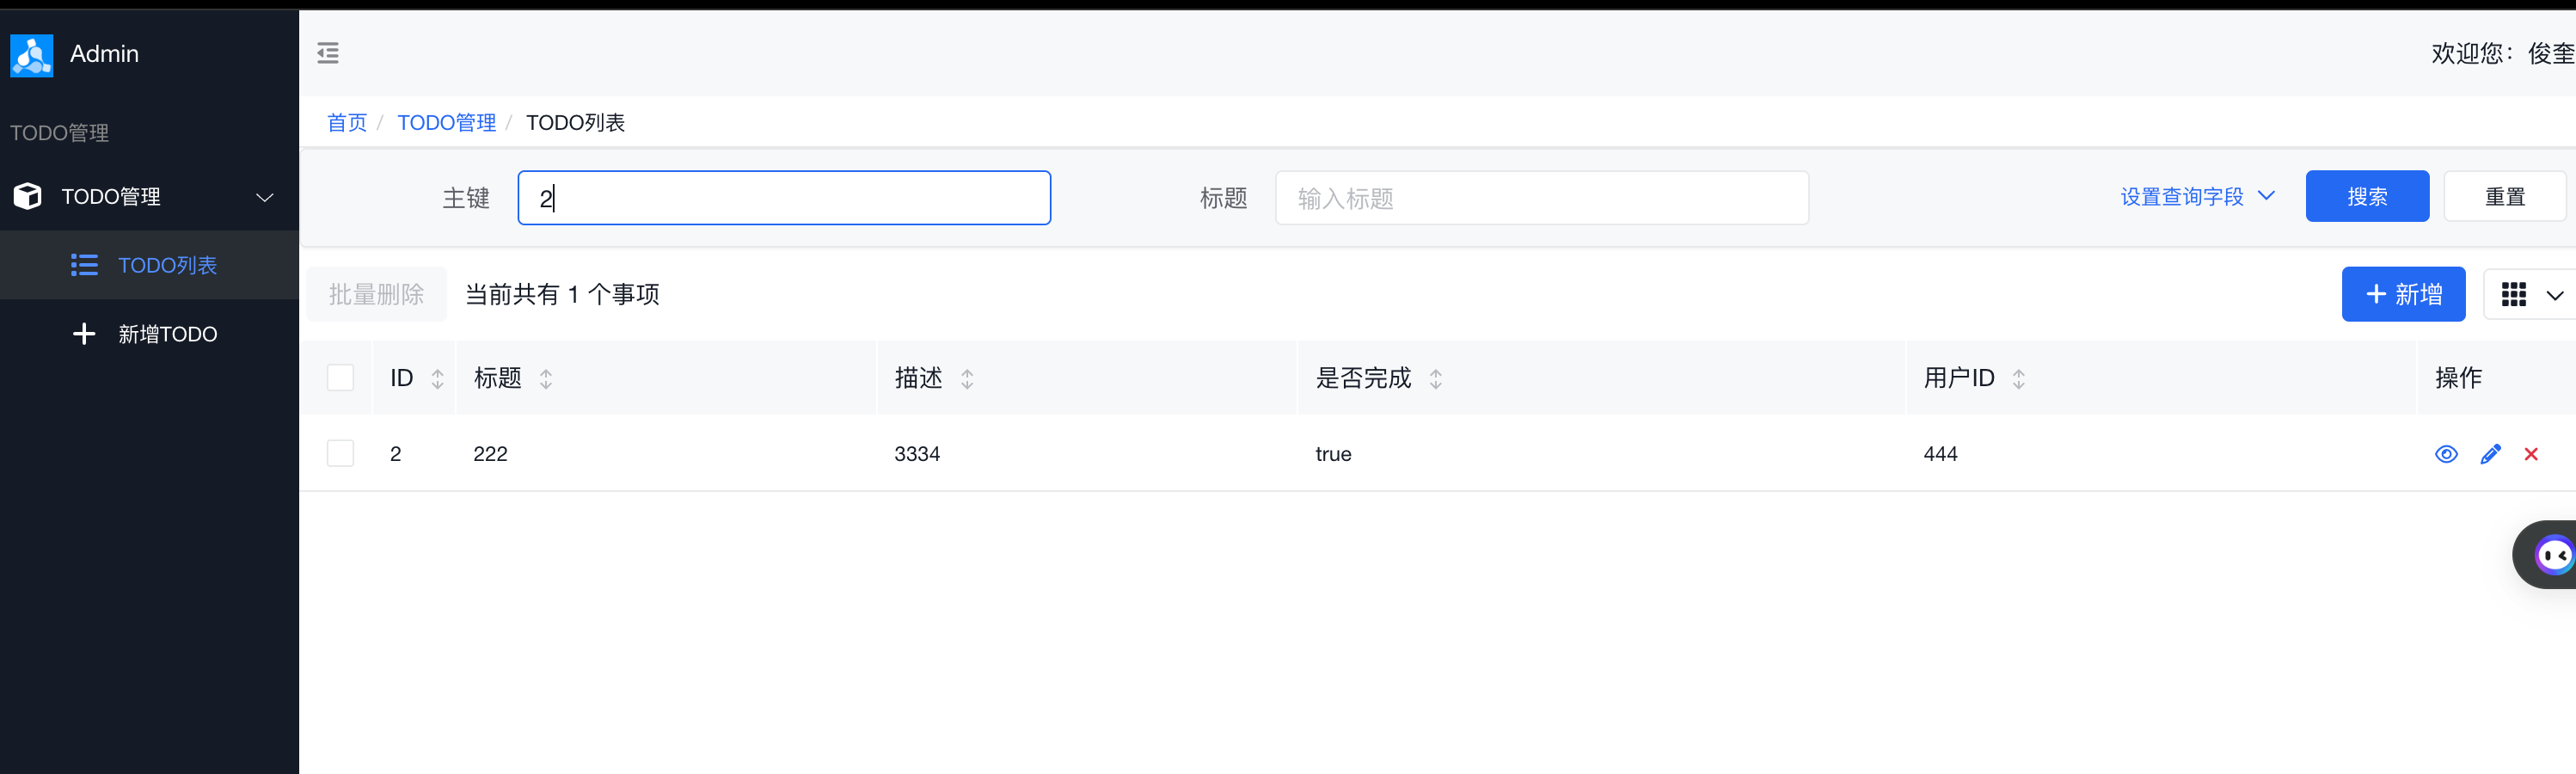 Admin
欢迎您：俊奎
TODO管理
TODO管理
TODO列表
新增TODO
首页 / TODO管理 / TODO列表
主键 2 标题 输入标题 设置查询字段 搜索 重置
批量删除 当前共有 1 个事项 新增
ID 标题 描述 是否完成 用户ID 操作
2 222 3334 true 444